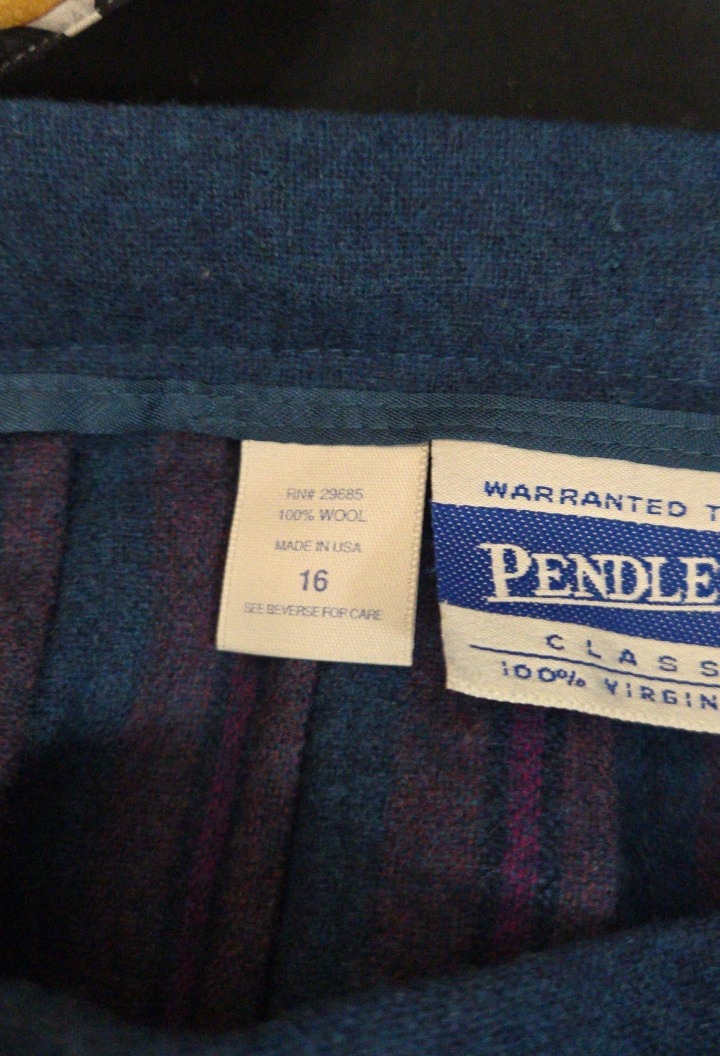 RN# 29685
100% WOOL
MADE IN USA
16
SEE REVERSE FOR CARE
WARRANTED T
PENDLE
CLASS
100% VIRGIN